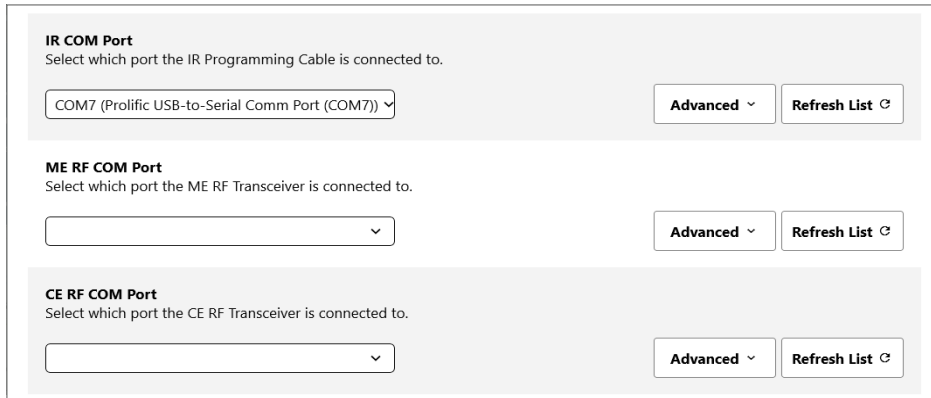 IR COM Port
Select which port the IR Programming Cable is connected to.
COM7 (Prolific USB-to-Serial Comm Port (COM7))
Advanced
Refresh List
ME RF COM Port
Select which port the ME RF Transceiver is connected to.
Advanced
Refresh List
CE RF COM Port
Select which port the CE RF Transceiver is connected to.
Advanced
Refresh List